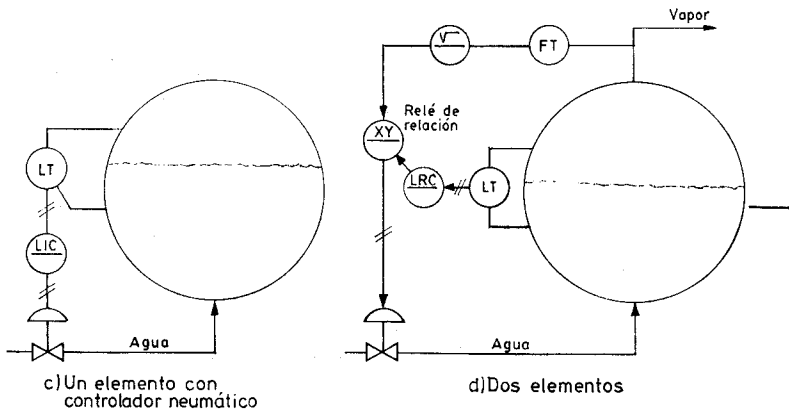 LT
LIC
Agua
c) Un elemento con
controlador neumático
Vapor
√
FT
Relé de
relación
XY
LRC
LT
Agua
d) Dos elementos